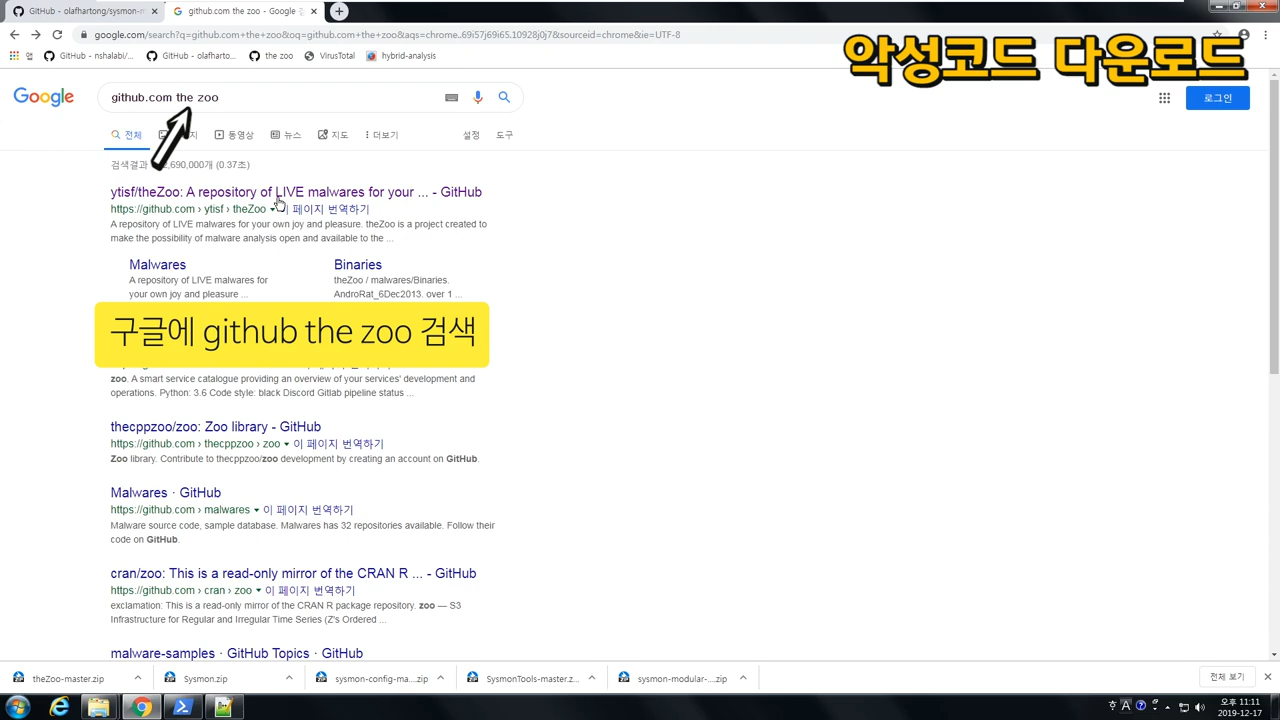 GitHub - olafhartong/sysmon-m
github.com the zoo - Google
google.com/search?q=github.com+the+zoo&oq=github.com+the+zoo&aqs=chrome..69i57j69i65.10928j0j7&sourceid=chrome&ie=UTF-8
앱
GitHub - nshalabi/...
GitHub - olafharto...
the zoo
VirusTotal
hybrid-analysis
악성코드 다운로드
Google
github.com the zoo
로그인
전체
동영상
뉴스
지도
더보기
설정
도구
검색결과
,690,000개 (0.37초)
ytisf/theZoo: A repository of LIVE malwares for your ... - GitHub
https://github.com › ytisf › theZoo ▾ 이 페이지 번역하기
A repository of LIVE malwares for your own joy and pleasure. theZoo is a project created to
make the possibility of malware analysis open and available to the ...
Malwares
A repository of LIVE malwares for
your own joy and pleasure ...
Binaries
theZoo / malwares/Binaries.
AndroRat_6Dec2013. over 1 ...
구글에 github the zoo 검색
zoo. A smart service catalogue providing an overview of your services' development and
operations. Python: 3.6 Code style: black Discord Gitlab pipeline status ...
thecppzoo/zoo: Zoo library - GitHub
https://github.com › thecppzoo › zoo ▾ 이 페이지 번역하기
Zoo library. Contribute to thecppzoo/zoo development by creating an account on GitHub.
Malwares · GitHub
https://github.com › malwares ▾ 이 페이지 번역하기
Malware source code, sample database. Malwares has 32 repositories available. Follow their
code on GitHub.
cran/zoo: This is a read-only mirror of the CRAN R ... - GitHub
https://github.com › cran › zoo ▾ 이 페이지 번역하기
exclamation: This is a read-only mirror of the CRAN R package repository. zoo — S3
Infrastructure for Regular and Irregular Time Series (Z's Ordered ...
malware-samples · GitHub Topics · GitHub
theZoo-master.zip
Sysmon.zip
sysmon-config-ma....zip
SysmonTools-master.z...
sysmon-modular-....zip
전체 보기
A
오후 11:11
2019-12-17